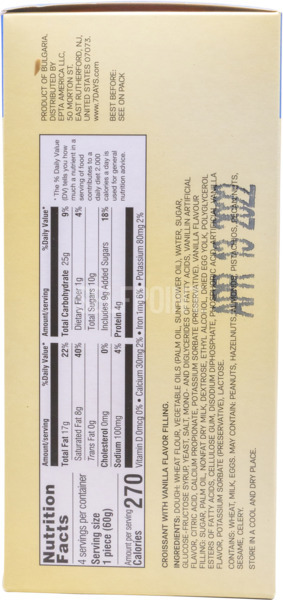 Nutrition
Facts
4 servings per container
Serving size
1 piece (60g)
Amount per serving
Calories 270
Amount/serving %Daily Value*
Total Fat 17g 22%
Saturated Fat 8g 40%
Trans Fat 0g
Cholesterol 0mg 0%
Sodium 100mg 4%
Amount/serving %Daily Value*
Total Carbohydrate 25g 9%
Dietary Fiber 1g 4%
Total Sugars 10g
Includes 9g Added Sugars 18%
Protein 4g
Vitamin D 0mcg 0% • Calcium 30mg 2% • Iron 1mg 6% • Potassium 80mg 2%
* The % Daily Value
(DV) tells you how
much a nutrient in a
serving of food
contributes to a
daily diet 2,000
calories a day is
used for general
nutrition advice.
PRODUCT OF BULGARIA.
DISTRIBUTED BY
EPTA AMERICA LLC,
50 MORTON ST.
EAST RUTHERFORD, NJ,
UNITED STATES 07073.
WWW.7DAYS.COM
BEST BEFORE:
SEE ON PACK
CROISSANT WITH VANILLA FLAVOR FILLING.
INGREDIENTS: DOUGH: WHEAT FLOUR, VEGETABLE OILS (PALM OIL, SUNFLOWER OIL), WATER, SUGAR,
GLUCOSE-FRUCTOSE SYRUP, YEAST, SALT, MONO- AND DIGLYCERIDES OF FATTY ACIDS, VANILLIN ARTIFICIAL
FLAVOR, CITRIC ACID, CALCIUM PROPIONATE, POTASSIUM SORBATE (PRESERVATIVE). VANILLA FLAVOUR
FILLING: SUGAR, PALM OIL, NONFAT DRY MILK, DEXTROSE, ETHYL ALCOHOL, DRIED EGG YOLK, POLYGLYCEROL
ESTERS OF FATTY ACIDS, CELLULOSE GUM, DISODIUM DIPHOSPHATE, PHOSPHORIC ACID, ARTIFICIAL VANILLA
FLAVOR, POTASSIUM SORBATE (PRESERVATIVE), LACTOSE.
CONTAINS: WHEAT, MILK, EGGS. MAY CONTAIN: PEANUTS, HAZELNUTS, PISTACHIOS,
SESAME, CELERY.
STORE IN A COOL AND DRY PLACE.
2022